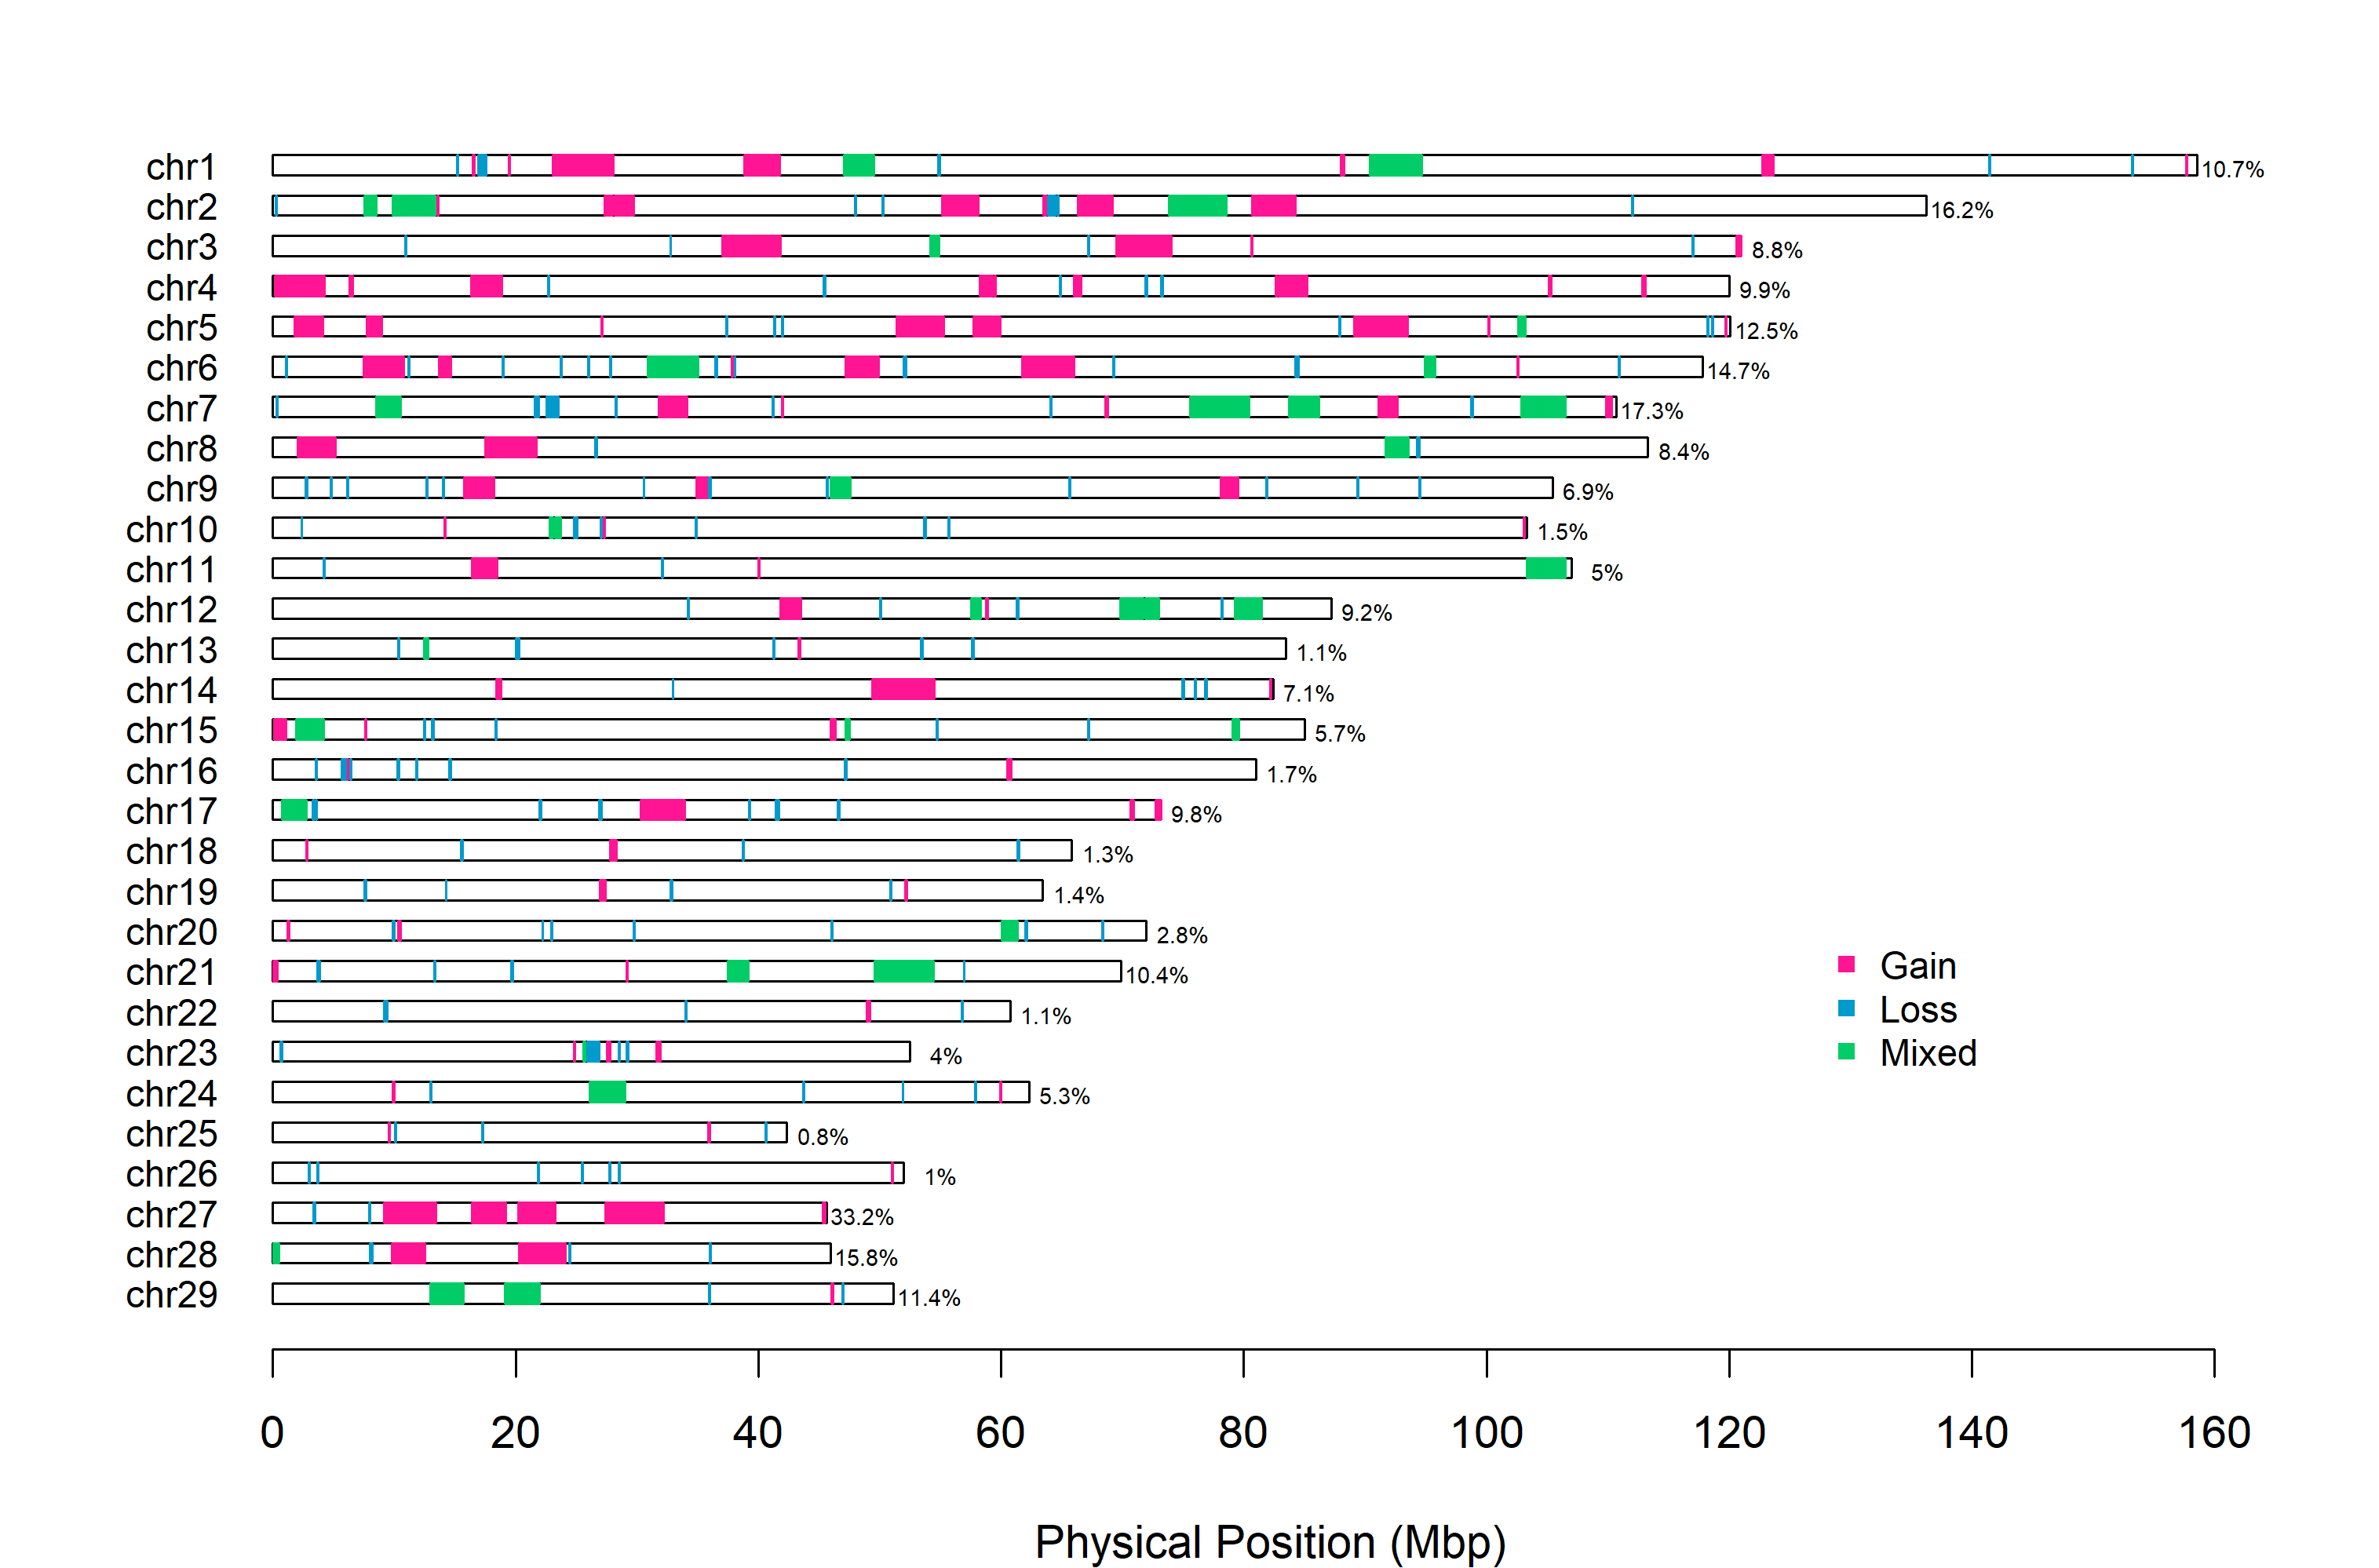 chr1 10.7%
chr2 16.2%
chr3 8.8%
chr4 9.9%
chr5 12.5%
chr6 14.7%
chr7 17.3%
chr8 8.4%
chr9 6.9%
chr10 1.5%
chr11 5%
chr12 9.2%
chr13 1.1%
chr14 7.1%
chr15 5.7%
chr16 1.7%
chr17 9.8%
chr18 1.3%
chr19 1.4%
chr20 2.8%
chr21 10.4%
chr22 1.1%
chr23 4%
chr24 5.3%
chr25 0.8%
chr26 1%
chr27 33.2%
chr28 15.8%
chr29 11.4%
Gain
Loss
Mixed
0 20 40 60 80 100 120 140 160
Physical Position (Mbp)